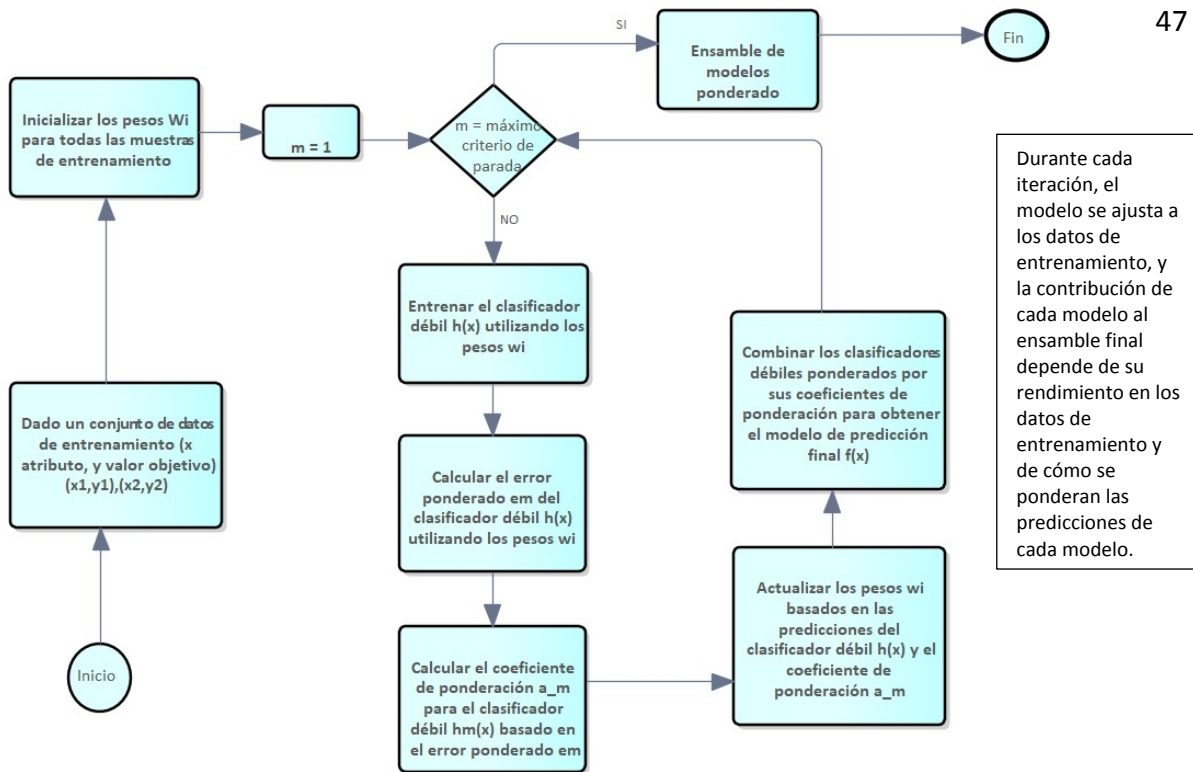 47
SI
Fin
Ensamble de
modelos
ponderado
Inicializar los pesos Wi
para todas las muestras
de entrenamiento
m = 1
m = máximo
criterio de
parada
NO
Durante cada
iteración, el
modelo se ajusta a
los datos de
entrenamiento, y
la contribución de
cada modelo al
ensamble final
depende de su
rendimiento en los
datos de
entrenamiento y
de cómo se
ponderan las
predicciones de
cada modelo.
Entrenar el clasificador
débil h(x) utilizando los
pesos wi
Combinar los clasificadores
débiles ponderados por
sus coeficientes de
ponderación para obtener
el modelo de predicción
final f(x)
Dado un conjunto de datos
de entrenamiento (x
atributo, y valor objetivo)
(x1,y1),(x2,y2)
Calcular el error
ponderado em del
clasificador débil h(x)
utilizando los pesos wi
Actualizar los pesos wi
basados en las
predicciones del
clasificador débil h(x) y el
coeficiente de
ponderación a_m
Inicio
Calcular el coeficiente
de ponderación a_m
para el clasificador
débil hm(x) basado en
el error ponderado em